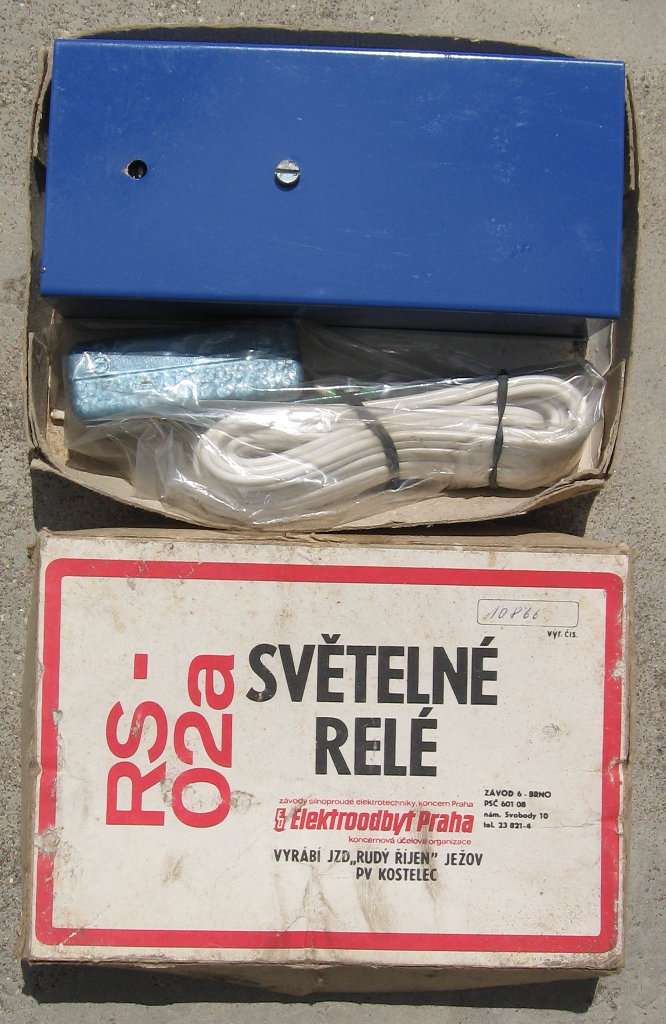 10866
vyr. čís.
RS-
02a
SVĚTELNÉ
RELÉ
závody silnoproudé elektrotechniky, koncern Praha
Elektroodbyt Praha
koncernová účelová organizace
ZÁVOD 6 - BRNO
PSČ 601 08
nám. Svobody 10
tel. 23 821-4
VYRÁBÍ JZD „RUDÝ ŘÍJEN" JEŽOV
PV KOSTELEC